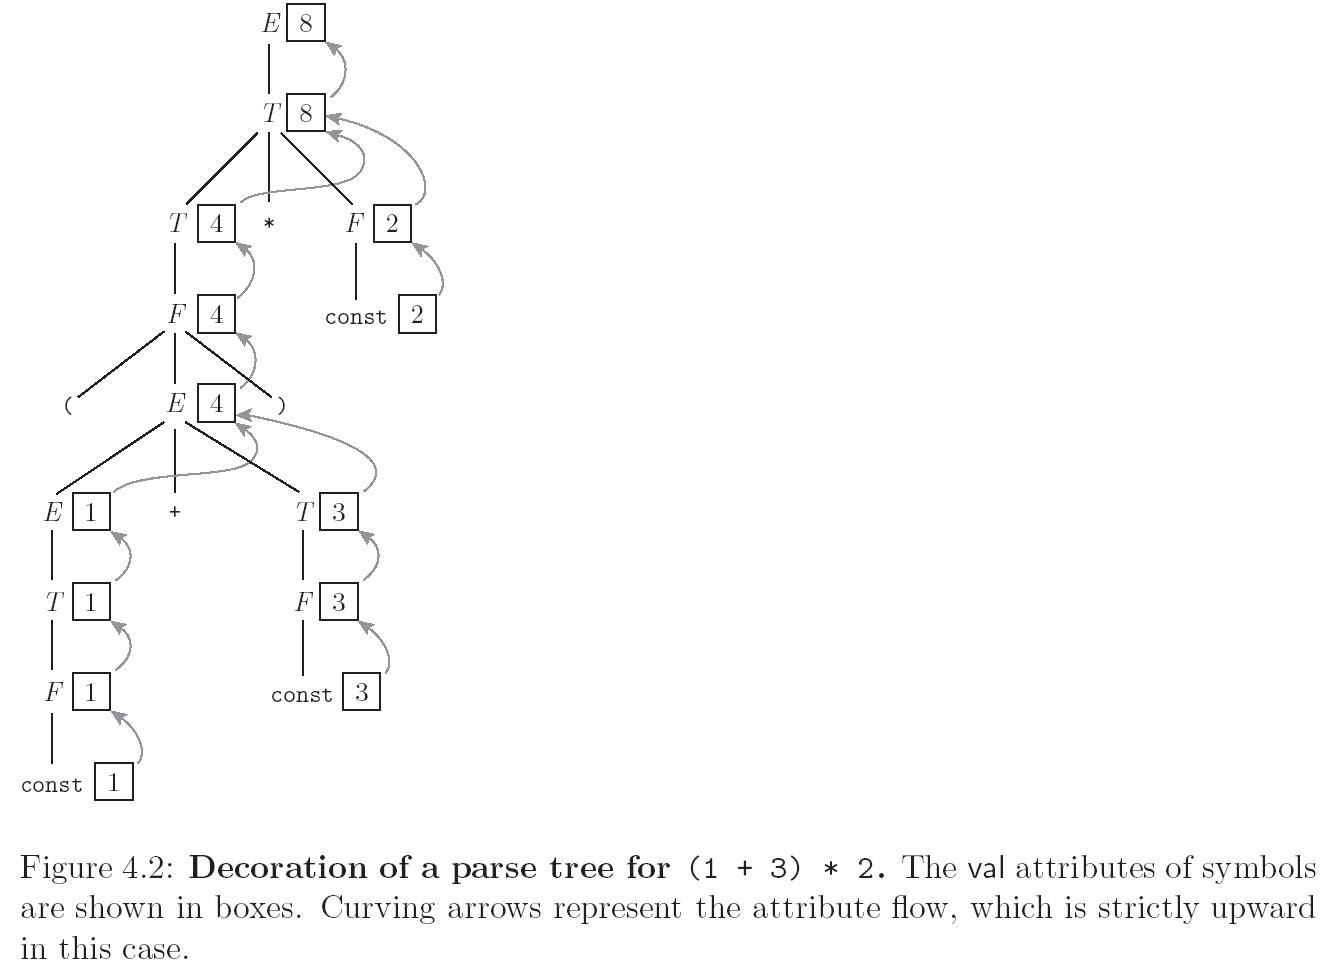 E 8
T 8
T 4 * F 2
F 4 const 2
( E 4 )
E 1 + T 3
T 1 F 3
F 1 const 3
const 1
Figure 4.2: Decoration of a parse tree for (1 + 3) * 2. The val attributes of symbols
are shown in boxes. Curving arrows represent the attribute flow, which is strictly upward
in this case.